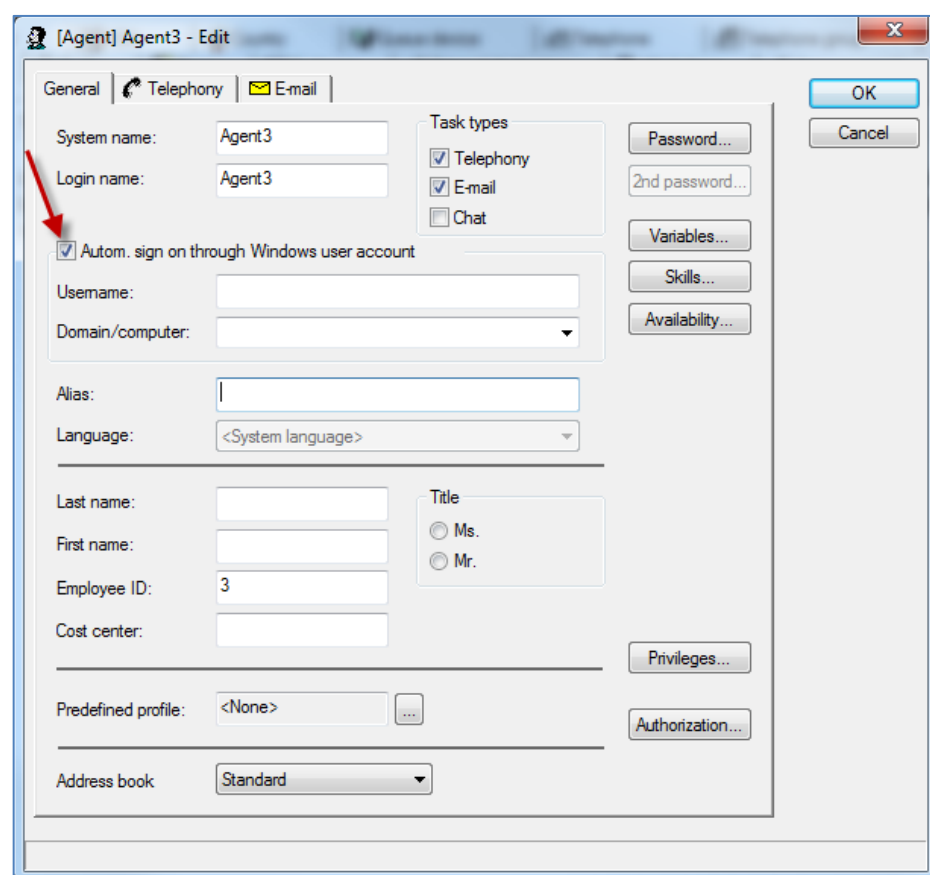 [Agent] Agent3 - Edit
X
General Telephony E-mail
OK
Cancel
System name: Agent3
Login name: Agent3
Task types
Telephony
E-mail
Chat
Password...
2nd password...
Autom. sign on through Windows user account
Username:
Domain/computer:
Variables...
Skills...
Availability...
Alias:
Language: <System language>
Last name:
First name:
Title
Ms.
Mr.
Employee ID: 3
Cost center:
Privileges...
Predefined profile: <None> ...
Authorization...
Address book Standard